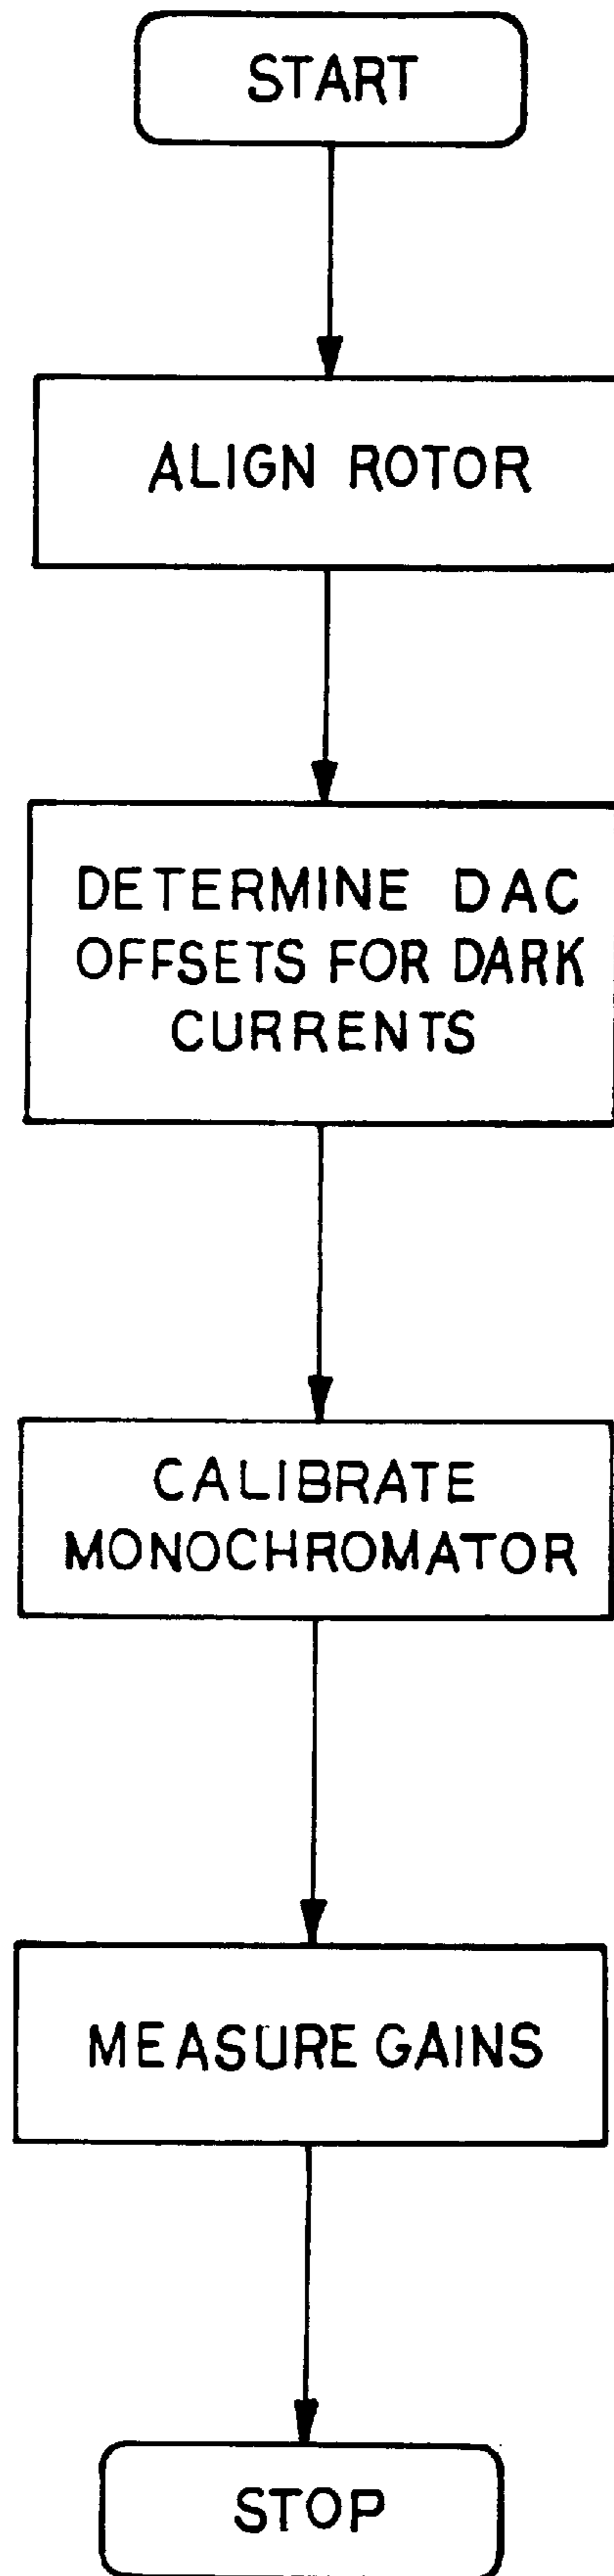 START
ALIGN ROTOR
DETERMINE DAC
OFFSETS FOR DARK
CURRENTS
CALIBRATE
MONOCHROMATOR
MEASURE GAINS
STOP